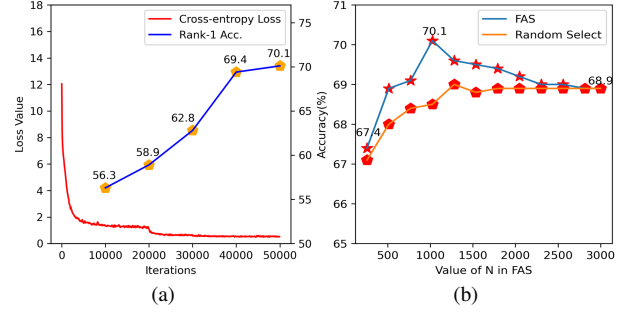 18
16
14
12
10
8
6
4
2
0
Loss Value
Cross-entropy Loss
Rank-1 Acc.
56.3
58.9
62.8
69.4
70.1
75
70
65
60
55
50
0 10000 20000 30000 40000 50000
Iterations
(a)
71
70
69
68
67
66
65
Accuracy(%)
FAS
Random Select
67.4
70.1
68.9
500 1000 1500 2000 2500 3000
Value of N in FAS
(b)